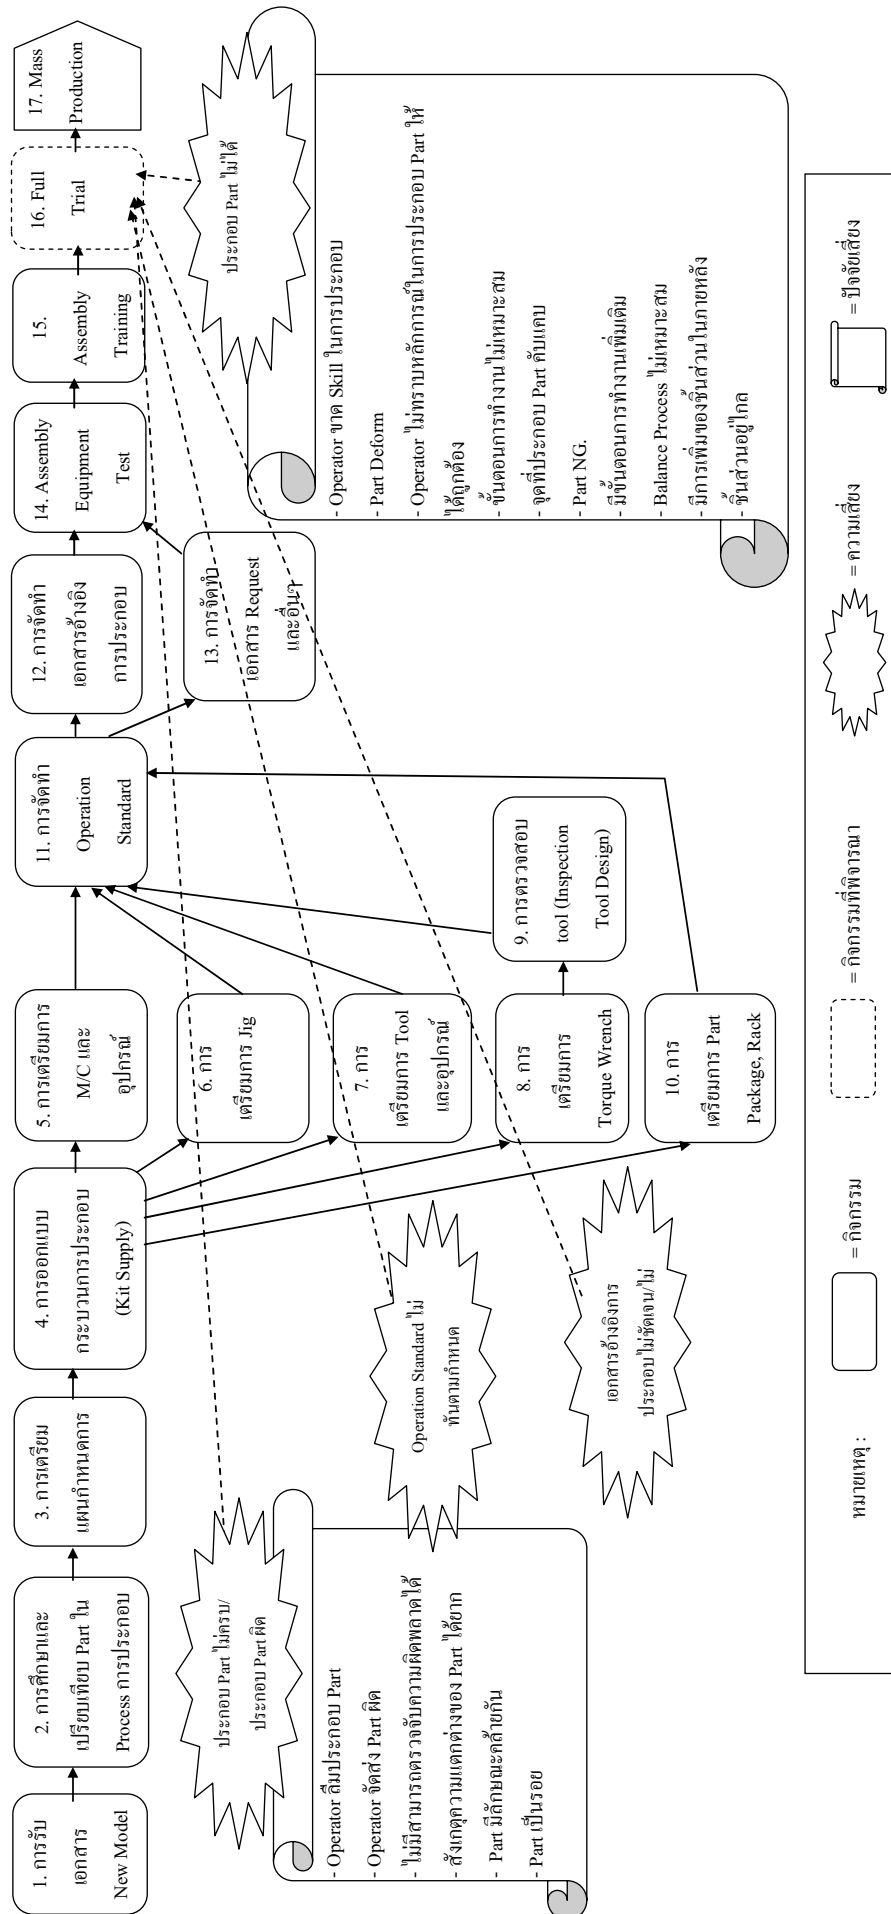 1. การรับ
เอกสาร
New Model
2. การศึกษาและ
เปรียบเทียบ Part ใน
Process การประกอบ
3. การเตรียม
แผนกำหนดการ
4. การออกแบบ
กระบวนการประกอบ
(Kit Supply)
5. การเตรียมการ
M/C และ
อุปกรณ์
6. การ
เตรียมการ Jig
7. การ
เตรียมการ Tool
และอุปกรณ์
8. การ
เตรียมการ
Torque Wrench
9. การตรวจสอบ
tool (Inspection
Tool Design)
10. การ
เตรียมการ Part
Package, Rack
11. การจัดทำ
Operation
Standard
12. การจัดทำ
เอกสารอ้างอิง
การประกอบ
13. การจัดทำ
เอกสาร Request
และอื่นๆ
14. Assembly
Equipment
Test
15.
Assembly
Training
16. Full
Trial
17. Mass
Production
ประกอบ Part ไม่ครบ/
ประกอบ Part ผิด
- Operator ลืมประกอบ Part
- Operator จัดส่ง Part ผิด
- ไม่มีสามารถตรวจจับความผิดพลาดได้
- สังเกตุความแตกต่างของ Part ได้ยาก
- Part มีลักษณะคล้ายกัน
- Part เป็นรอย
Operation Standard ไม่
ทันตามกำหนด
เอกสารอ้างอิงการ
ประกอบไม่ชัดเจน/ไม่
ประกอบ Part ไม่ได้
- Operator ขาด Skill ในการประกอบ
- Part Deform
- Operator ไม่ทราบหลักการณ์ในการประกอบ Part ให้
ได้ถูกต้อง
- ขั้นตอนการทำงานไม่เหมาะสม
- จุดที่ประกอบ Part คับแคบ
- Part NG.
- มีขั้นตอนการทำงานเพิ่มเติม
- Balance Process ไม่เหมาะสม
- มีการเพิ่มของชิ้นส่วนในภายหลัง
- ชิ้นส่วนอยู่ไกล
หมายเหตุ :
= กิจกรรม
= กิจกรรมที่พิจารณา
= ความเสี่ยง
= ปัจจัยเสี่ยง